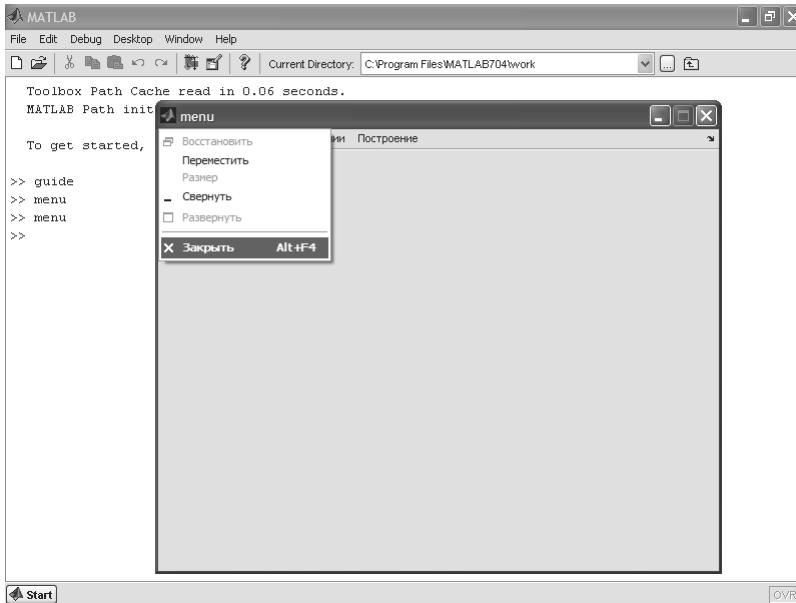 MATLAB
File Edit Debug Desktop Window Help
Current Directory: C:\Program Files\MATLAB704\work
Toolbox Path Cache read in 0.06 seconds.
MATLAB Path init
To get started,
>> guide
>> menu
>> menu
>>
menu
нии Построение
Восстановить
Переместить
Размер
Свернуть
Развернуть
Закрыть Alt+F4
Start
OVR